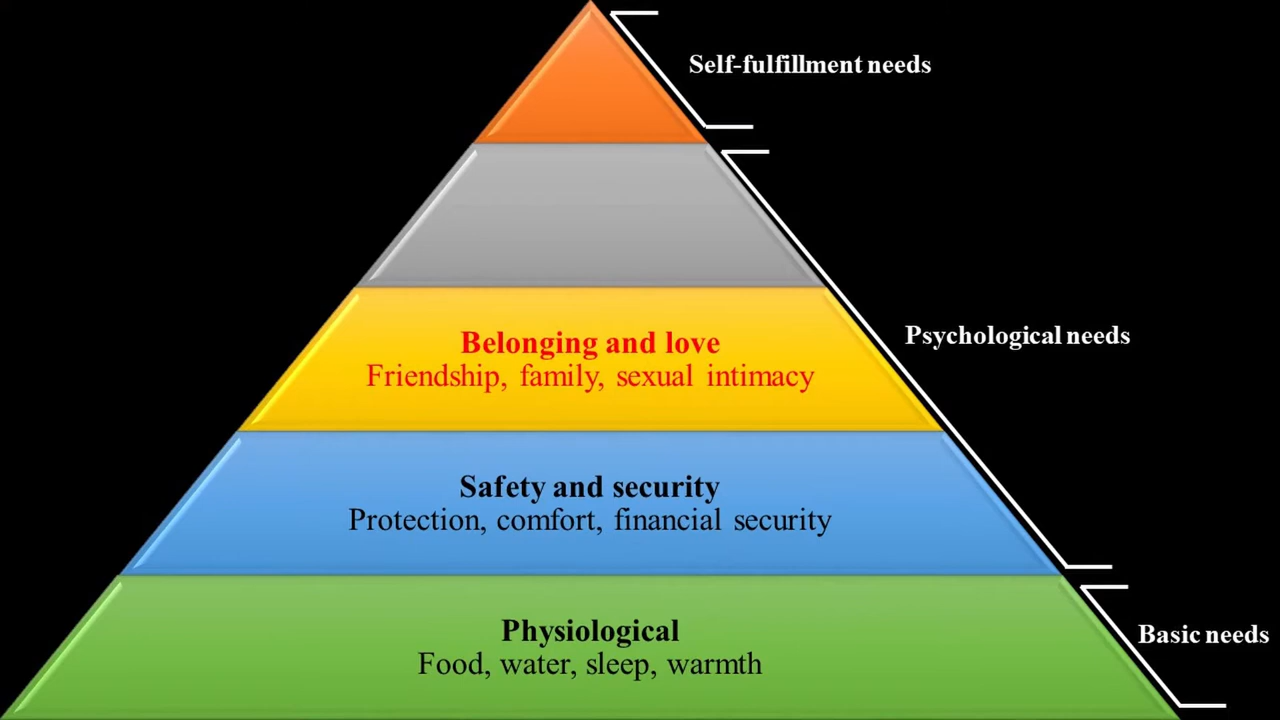 Self-fulfillment needs
Psychological needs
Belonging and love
Friendship, family, sexual intimacy
Safety and security
Protection, comfort, financial security
Physiological
Food, water, sleep, warmth
Basic needs